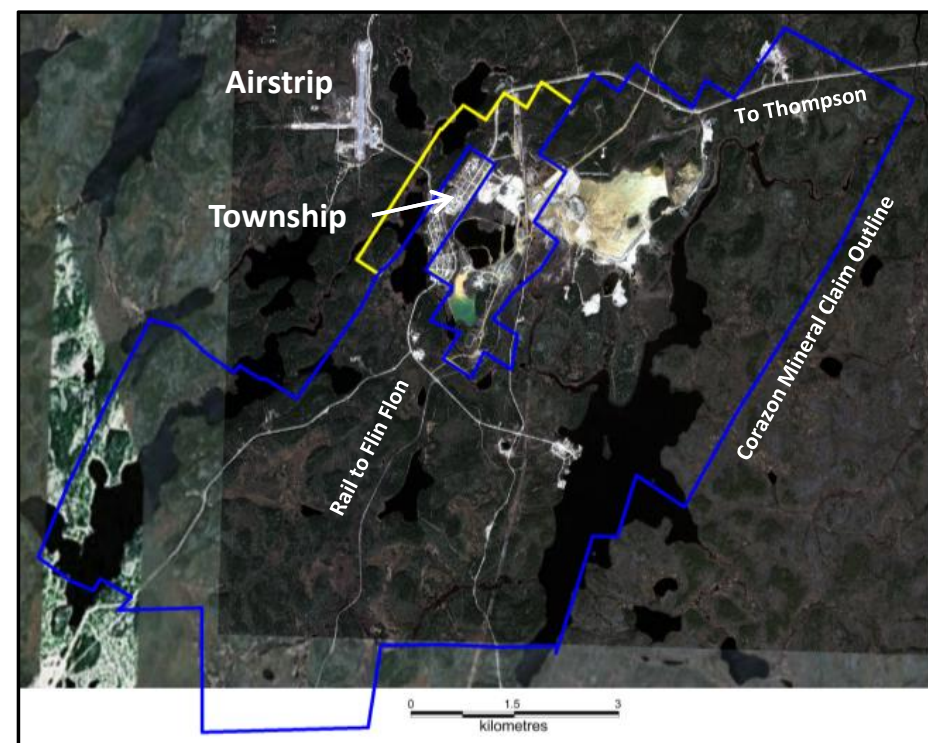 Airstrip
To Thompson
Township
Corazon Mineral Claim Outline
Rail to Flin Flon
0 1.5 3
kilometres